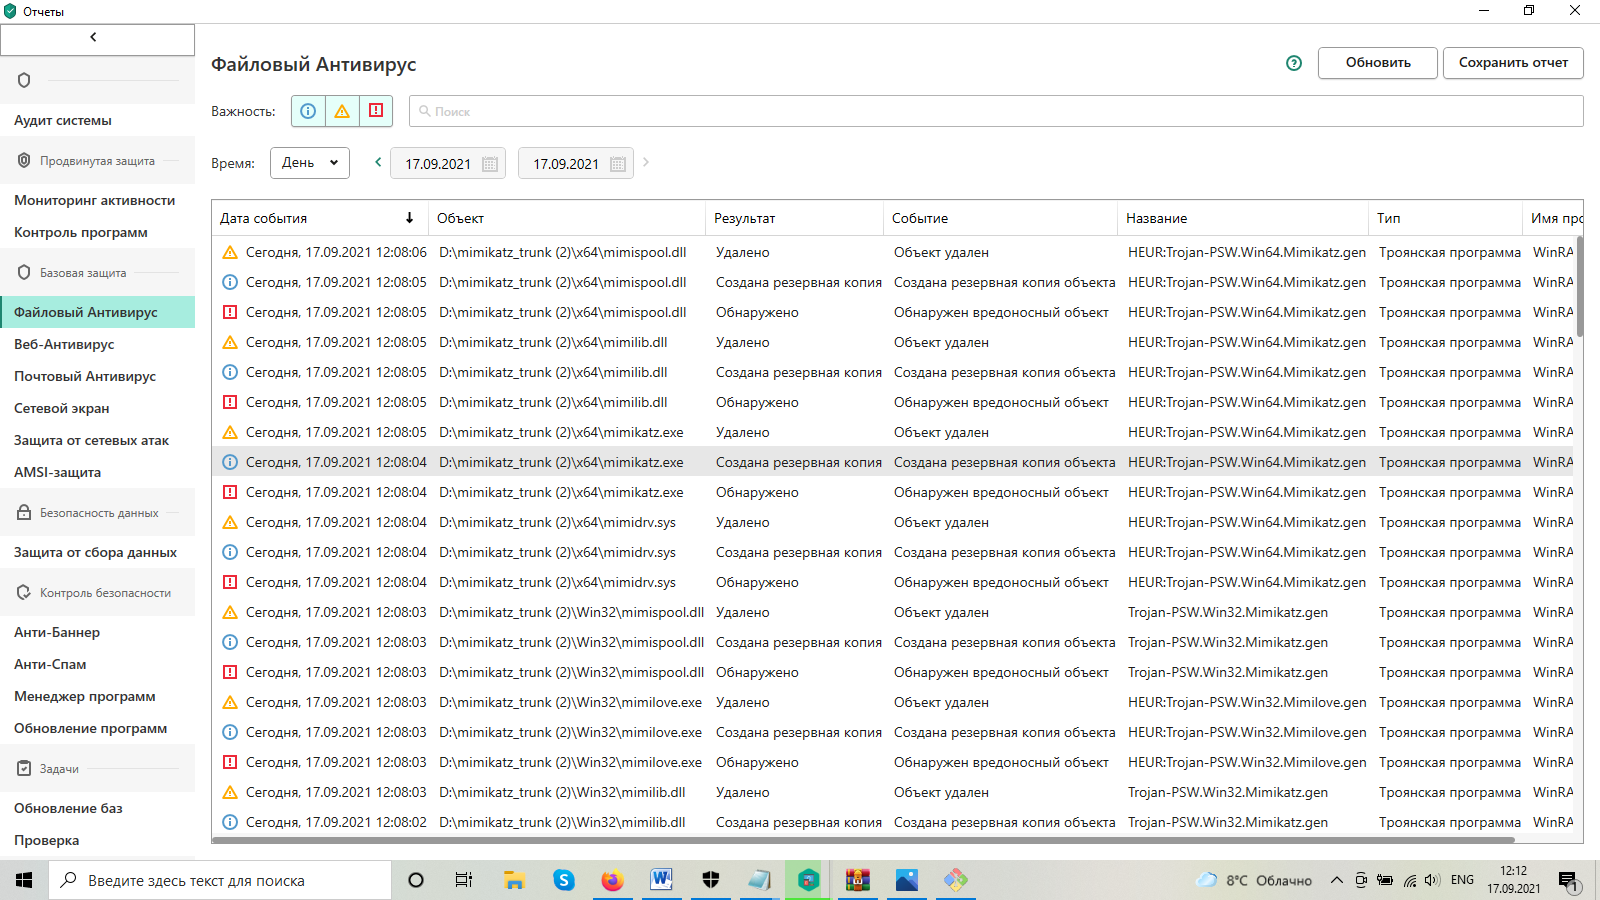 Отчеты
Файловый Антивирус
Обновить
Сохранить отчет
Важность:
Поиск
Время:
День
17.09.2021
17.09.2021
Аудит системы
Продвинутая защита
Мониторинг активности
Контроль программ
Базовая защита
Файловый Антивирус
Веб-Антивирус
Почтовый Антивирус
Сетевой экран
Защита от сетевых атак
AMSI-защита
Безопасность данных
Защита от сбора данных
Контроль безопасности
Анти-Баннер
Анти-Спам
Менеджер программ
Обновление программ
Задачи
Обновление баз
Проверка
Дата события Объект Результат Событие Название Тип Имя про
Сегодня, 17.09.2021 12:08:06 D:\mimikatz_trunk (2)\x64\mimispool.dll Удалено Объект удален HEUR:Trojan-PSW.Win64.Mimikatz.gen Троянская программа WinRA
Сегодня, 17.09.2021 12:08:05 D:\mimikatz_trunk (2)\x64\mimispool.dll Создана резервная копия Создана резервная копия объекта HEUR:Trojan-PSW.Win64.Mimikatz.gen Троянская программа WinRA
Сегодня, 17.09.2021 12:08:05 D:\mimikatz_trunk (2)\x64\mimispool.dll Обнаружено Обнаружен вредоносный объект HEUR:Trojan-PSW.Win64.Mimikatz.gen Троянская программа WinRA
Сегодня, 17.09.2021 12:08:05 D:\mimikatz_trunk (2)\x64\mimilib.dll Удалено Объект удален HEUR:Trojan-PSW.Win64.Mimikatz.gen Троянская программа WinRA
Сегодня, 17.09.2021 12:08:05 D:\mimikatz_trunk (2)\x64\mimilib.dll Создана резервная копия Создана резервная копия объекта HEUR:Trojan-PSW.Win64.Mimikatz.gen Троянская программа WinRA
Сегодня, 17.09.2021 12:08:05 D:\mimikatz_trunk (2)\x64\mimilib.dll Обнаружено Обнаружен вредоносный объект HEUR:Trojan-PSW.Win64.Mimikatz.gen Троянская программа WinRA
Сегодня, 17.09.2021 12:08:05 D:\mimikatz_trunk (2)\x64\mimikatz.exe Удалено Объект удален HEUR:Trojan-PSW.Win64.Mimikatz.gen Троянская программа WinRA
Сегодня, 17.09.2021 12:08:04 D:\mimikatz_trunk (2)\x64\mimikatz.exe Создана резервная копия Создана резервная копия объекта HEUR:Trojan-PSW.Win64.Mimikatz.gen Троянская программа WinRA
Сегодня, 17.09.2021 12:08:04 D:\mimikatz_trunk (2)\x64\mimikatz.exe Обнаружено Обнаружен вредоносный объект HEUR:Trojan-PSW.Win64.Mimikatz.gen Троянская программа WinRA
Сегодня, 17.09.2021 12:08:04 D:\mimikatz_trunk (2)\x64\mimidrv.sys Удалено Объект удален HEUR:Trojan-PSW.Win64.Mimikatz.gen Троянская программа WinRA
Сегодня, 17.09.2021 12:08:04 D:\mimikatz_trunk (2)\x64\mimidrv.sys Создана резервная копия Создана резервная копия объекта HEUR:Trojan-PSW.Win64.Mimikatz.gen Троянская программа WinRA
Сегодня, 17.09.2021 12:08:04 D:\mimikatz_trunk (2)\x64\mimidrv.sys Обнаружено Обнаружен вредоносный объект HEUR:Trojan-PSW.Win64.Mimikatz.gen Троянская программа WinRA
Сегодня, 17.09.2021 12:08:03 D:\mimikatz_trunk (2)\Win32\mimispool.dll Удалено Объект удален Trojan-PSW.Win32.Mimikatz.gen Троянская программа WinRA
Сегодня, 17.09.2021 12:08:03 D:\mimikatz_trunk (2)\Win32\mimispool.dll Создана резервная копия Создана резервная копия объекта Trojan-PSW.Win32.Mimikatz.gen Троянская программа WinRA
Сегодня, 17.09.2021 12:08:03 D:\mimikatz_trunk (2)\Win32\mimispool.dll Обнаружено Обнаружен вредоносный объект Trojan-PSW.Win32.Mimikatz.gen Троянская программа WinRA
Сегодня, 17.09.2021 12:08:03 D:\mimikatz_trunk (2)\Win32\mimilove.exe Удалено Объект удален HEUR:Trojan-PSW.Win32.Mimilove.gen Троянская программа WinRA
Сегодня, 17.09.2021 12:08:03 D:\mimikatz_trunk (2)\Win32\mimilove.exe Создана резервная копия Создана резервная копия объекта HEUR:Trojan-PSW.Win32.Mimilove.gen Троянская программа WinRA
Сегодня, 17.09.2021 12:08:03 D:\mimikatz_trunk (2)\Win32\mimilove.exe Обнаружено Обнаружен вредоносный объект HEUR:Trojan-PSW.Win32.Mimilove.gen Троянская программа WinRA
Сегодня, 17.09.2021 12:08:03 D:\mimikatz_trunk (2)\Win32\mimilib.dll Удалено Объект удален Trojan-PSW.Win32.Mimikatz.gen Троянская программа WinRA
Сегодня, 17.09.2021 12:08:02 D:\mimikatz_trunk (2)\Win32\mimilib.dll Создана резервная копия Создана резервная копия объекта Trojan-PSW.Win32.Mimikatz.gen Троянская программа WinRA
Введите здесь текст для поиска
8°C Облачно
ENG
12:12
17.09.2021
1